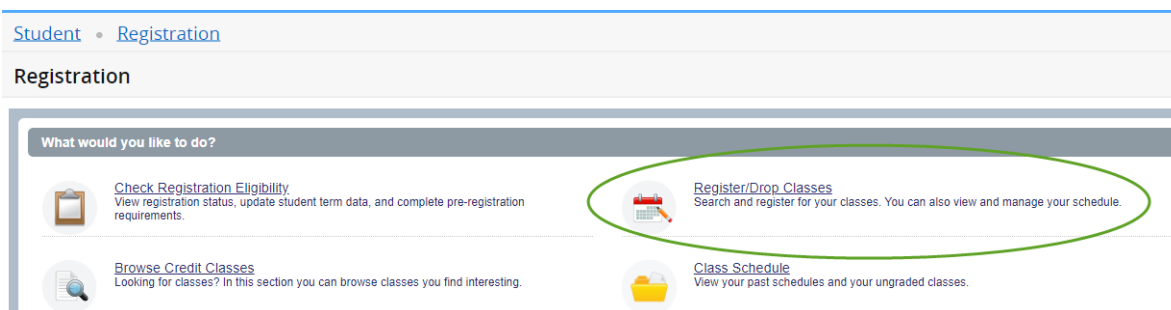 Student • Registration
Registration
What would you like to do?
Check Registration Eligibility
View registration status, update student term data, and complete pre-registration
requirements.
Register/Drop Classes
Search and register for your classes. You can also view and manage your schedule.
Browse Credit Classes
Looking for classes? In this section you can browse classes you find interesting.
Class Schedule
View your past schedules and your ungraded classes.